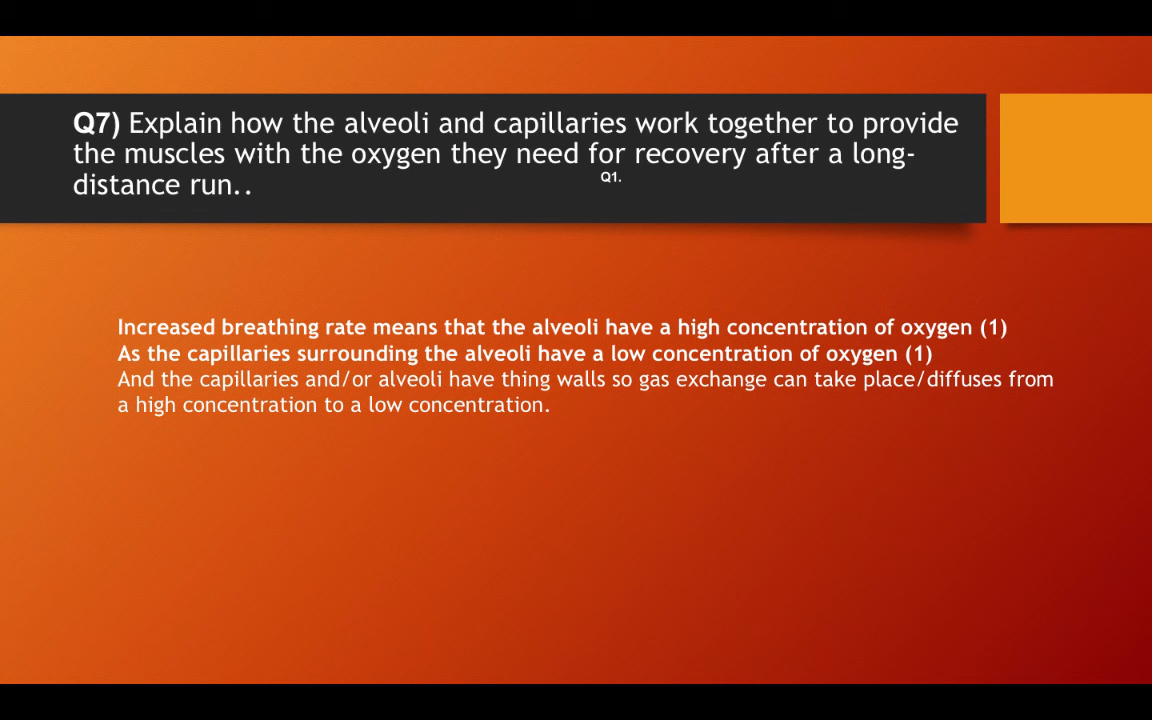 Q7) Explain how the alveoli and capillaries work together to provide
the muscles with the oxygen they need for recovery after a long-
distance run..
Q1.
Increased breathing rate means that the alveoli have a high concentration of oxygen (1)
As the capillaries surrounding the alveoli have a low concentration of oxygen (1)
And the capillaries and/or alveoli have thing walls so gas exchange can take place/diffuses from
a high concentration to a low concentration.